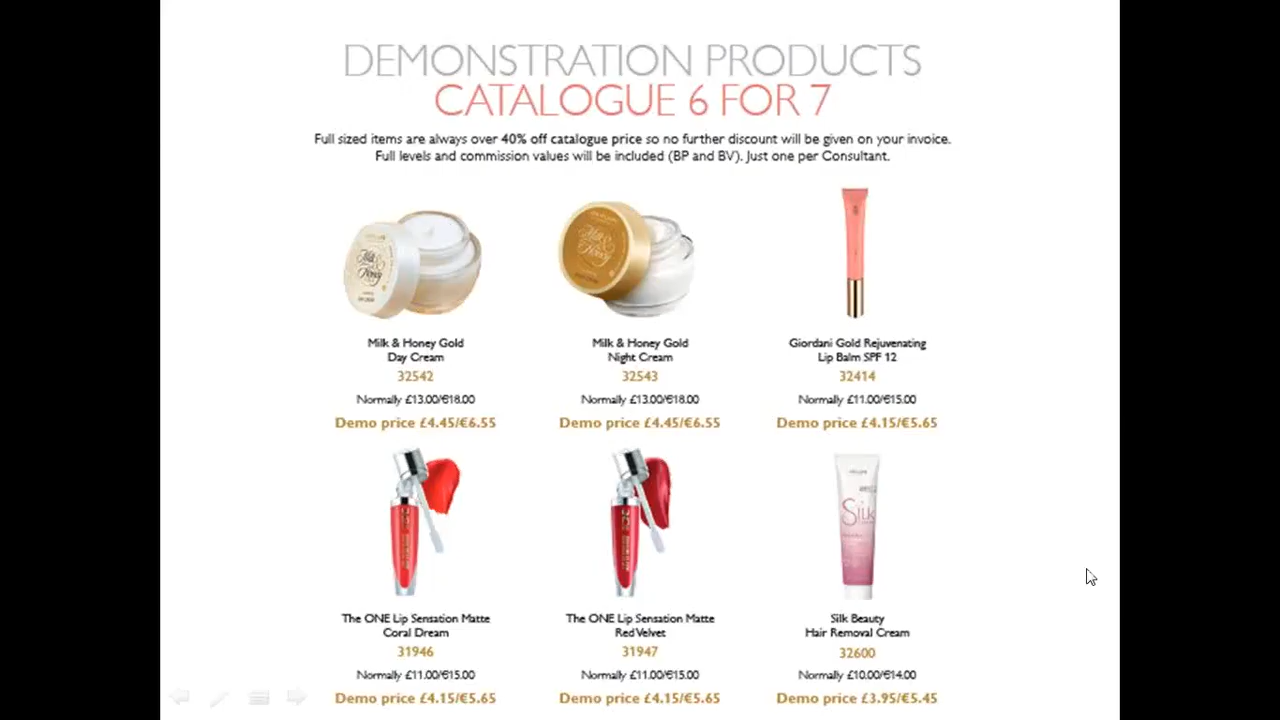 DEMONSTRATION PRODUCTS
CATALOGUE 6 FOR 7
Full sized items are always over 40% off catalogue price so no further discount will be given on your invoice.
Full levels and commission values will be included (BP and BV). Just one per Consultant.
Milk & Honey
Milk & Honey
Milk & Honey Gold
Day Cream
32542
Normally £13.00/€18.00
Demo price £4.45/€6.55
Milk & Honey Gold
Night Cream
32543
Normally £13.00/€18.00
Demo price £4.45/€6.55
Giordani Gold Rejuvenating
Lip Balm SPF 12
32414
Normally £11.00/€15.00
Demo price £4.15/€5.65
Silk
The ONE Lip Sensation Matte
Coral Dream
31946
Normally £11.00/€15.00
Demo price £4.15/€5.65
The ONE Lip Sensation Matte
Red Velvet
31947
Normally £11.00/€15.00
Demo price £4.15/€5.65
Silk Beauty
Hair Removal Cream
32600
Normally £10.00/€14.00
Demo price £3.95/€5.45